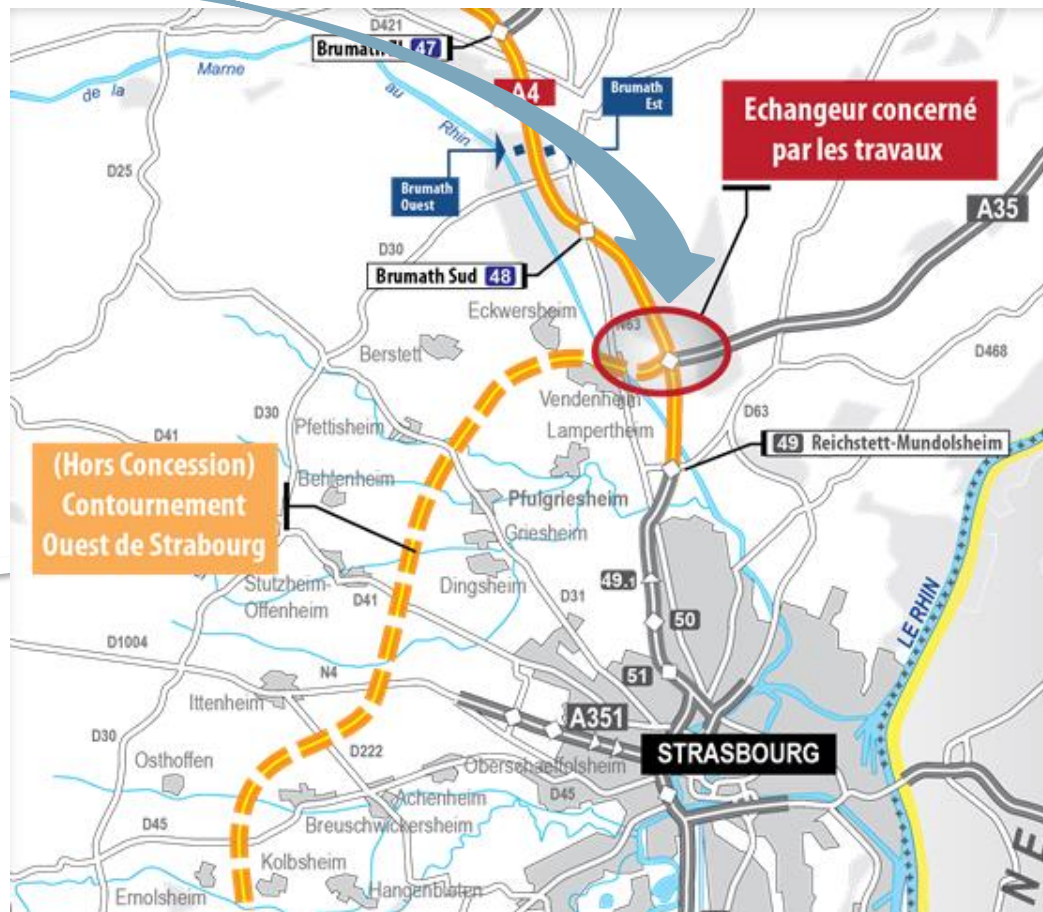 D421
Brumath ZI 47
Marne
de la
au
Rhin
A4
Brumath
Est
Echangeur concerné
par les travaux
D25
Brumath
Ouest
A35
D30
Brumath Sud 48
Eckwersheim
N63
Berstett
D468
Vendenheim
D30
D63
D41
Pfettisheim
Lampertheim
49 Reichstett-Mundolsheim
(Hors Concession)
Contournement
Ouest de Strabourg
Behlenheim
Pfulgriesheim
Griesheim
Stutzheim-
Offenheim
D41
Dingsheim
D31
49.1
50
LE RHIN
D1004
N4
51
Ittenheim
A351
STRASBOURG
D30
D222
Osthoffen
Oberschaeffolsheim
Achenheim
D45
Breuschwickersheim
D45
Kolbsheim
Ernolsheim
Hangenbieten
N E